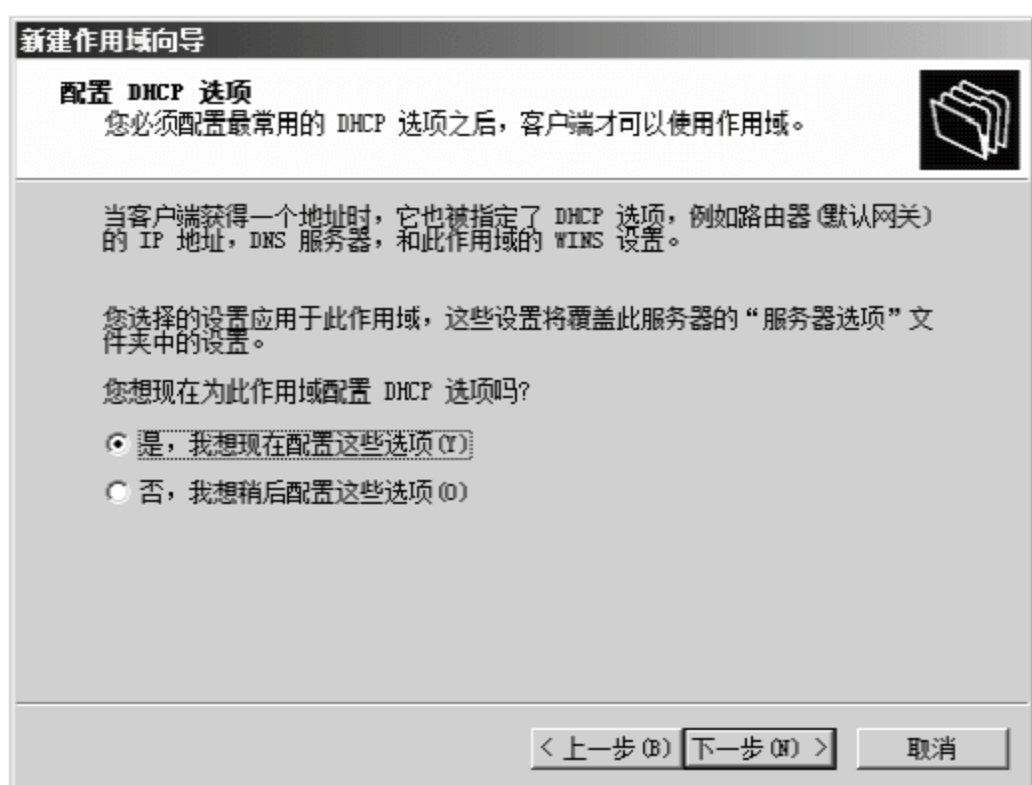 新建作用域向导
配置 DHCP 选项
您必须配置最常用的 DHCP 选项之后，客户端才可以使用作用域。
当客户端获得一个地址时，它也被指定了 DHCP 选项，例如路由器(默认网关)
的 IP 地址，DNS 服务器，和此作用域的 WINS 设置。
您选择的设置应用于此作用域，这些设置将覆盖此服务器的“服务器选项”文
件夹中的设置。
您想现在为此作用域配置 DHCP 选项吗?
是，我想现在配置这些选项(Y)
否，我想稍后配置这些选项(O)
< 上一步(B)
下一步(N) >
取消